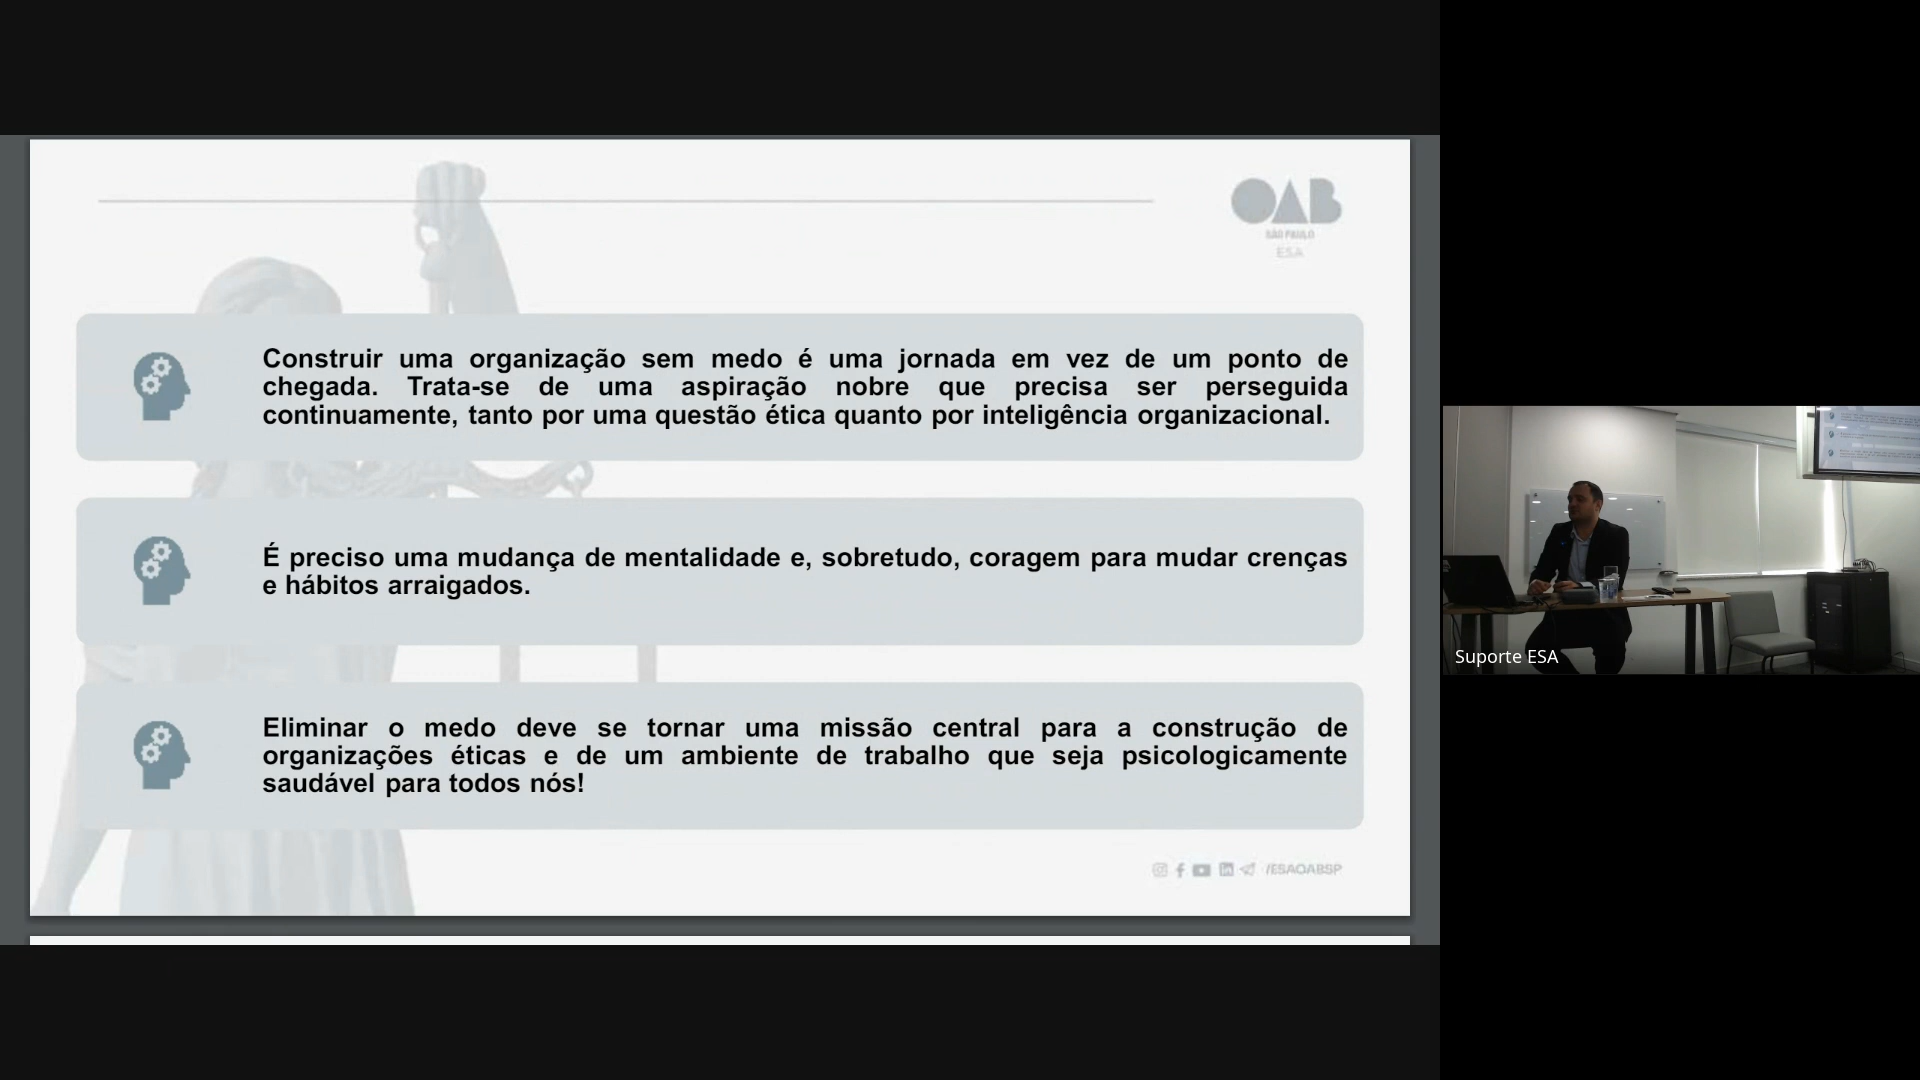 OAB
SÃO PAULO
ESA
Construir uma organização sem medo é uma jornada em vez de um ponto de
chegada. Trata-se de uma aspiração nobre que precisa ser perseguida
continuamente, tanto por uma questão ética quanto por inteligência organizacional.
É preciso uma mudança de mentalidade e, sobretudo, coragem para mudar crenças
e hábitos arraigados.
Eliminar o medo deve se tornar uma missão central para a construção de
organizações éticas e de um ambiente de trabalho que seja psicologicamente
saudável para todos nós!
/ESAOABSP
Suporte ESA